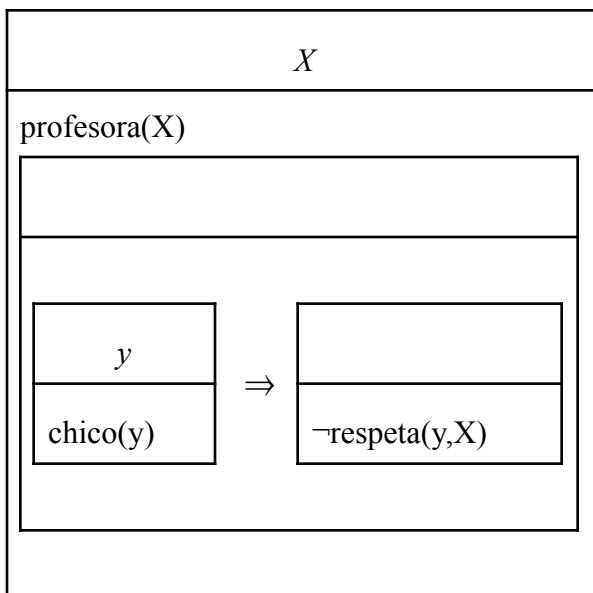 X
profesora(X)
y
⇒
chico(y)
¬respeta(y,X)